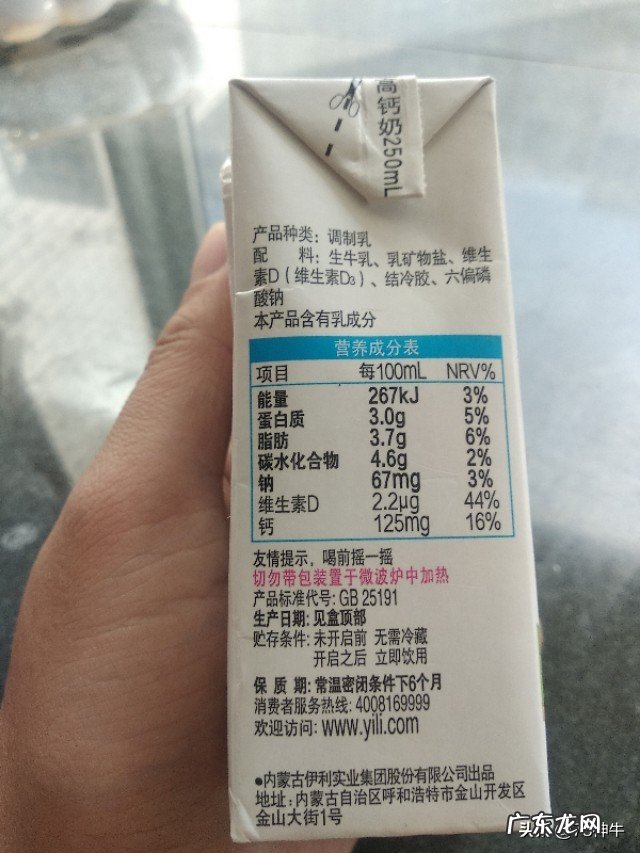 高钙奶250mL
产品种类：调制乳
配 料：生牛乳、乳矿物盐、维生
素D（维生素D₃）、结冷胶、六偏磷
酸钠
本产品含有乳成分
营养成分表
项目 每100mL NRV%
能量 267kJ 3%
蛋白质 3.0g 5%
脂肪 3.7g 6%
碳水化合物 4.6g 2%
钠 67mg 3%
维生素D 2.2μg 44%
钙 125mg 16%
友情提示，喝前摇一摇
切勿带包装置于微波炉中加热
产品标准代号: GB 25191
生产日期: 见盒顶部
贮存条件: 未开启前 无需冷藏
开启之后 立即饮用
保 质 期: 常温密闭条件下6个月
消费者服务热线: 4008169999
欢迎访问: www.yili.com
●内蒙古伊利实业集团股份有限公司出品
地址: 内蒙古自治区呼和浩特市金山开发区
金山大街1号
广东龙网